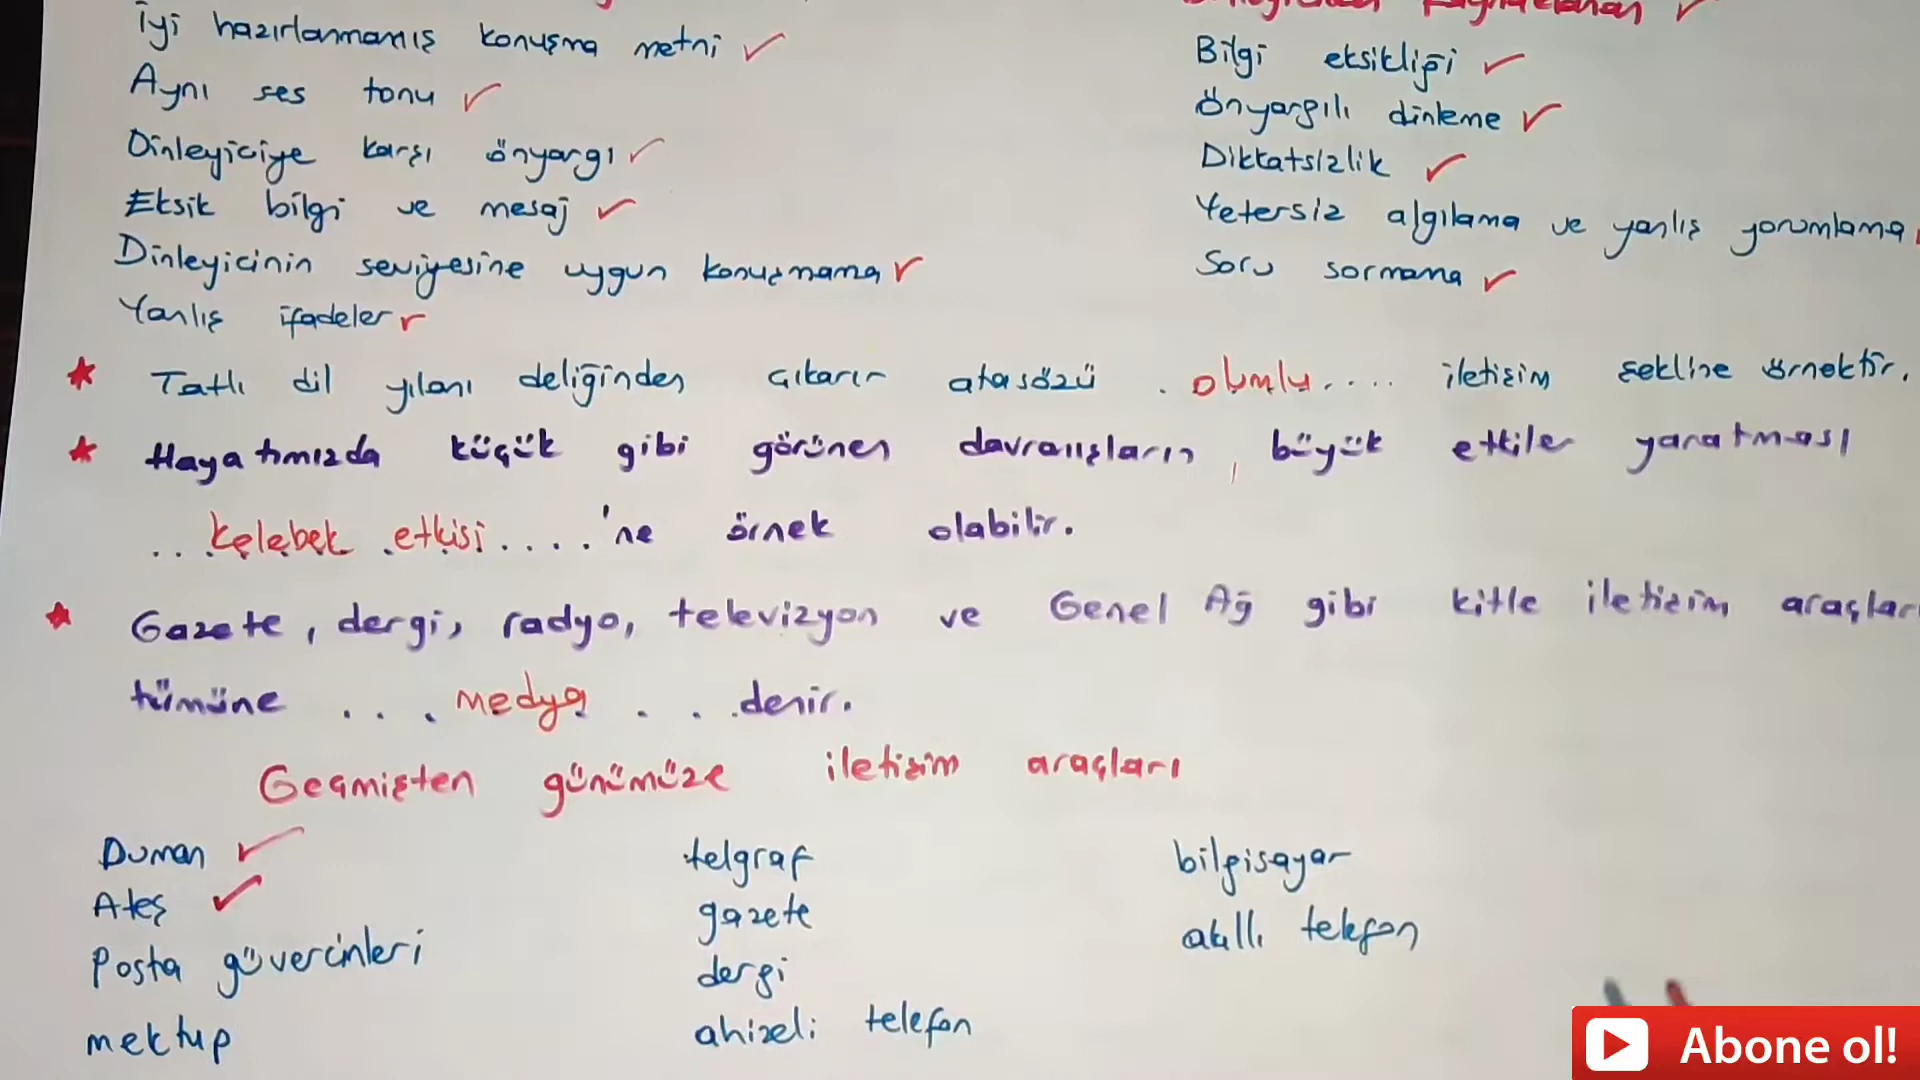 İyi hazırlanmamış konuşma metni ✓
Aynı ses tonu ✓
Dinleyiciye karşı önyargı ✓
Eksik bilgi ve mesaj ✓
Dinleyicinin seviyesine uygun konuşmama ✓
Yanlış ifadeler ✓
kaynaklanan ✓
Bilgi eksikliği ✓
Önyargılı dinleme ✓
Dikkatsizlik ✓
Yetersiz algılama ve yanlış yorumlama
Soru sormama ✓
★ Tatlı dil yılanı deliğinden çıkarır atasözü . olumlu.... iletişim şekline örnektir.
★ Hayatımızda küçük gibi görünen davranışların, büyük etkiler yaratması
...kelebek etkisi....'ne örnek olabilir.
★ Gazete, dergi, radyo, televizyon ve Genel Ağ gibi kitle iletişim araçları
tümüne ... medya ... denir.
Geçmişten günümüze iletişim araçları
Duman ✓
Ateş ✓
Posta güvercinleri
mektup
telgraf
gazete
dergi
ahizeli telefon
bilgisayar
akıllı telefon
Abone ol!